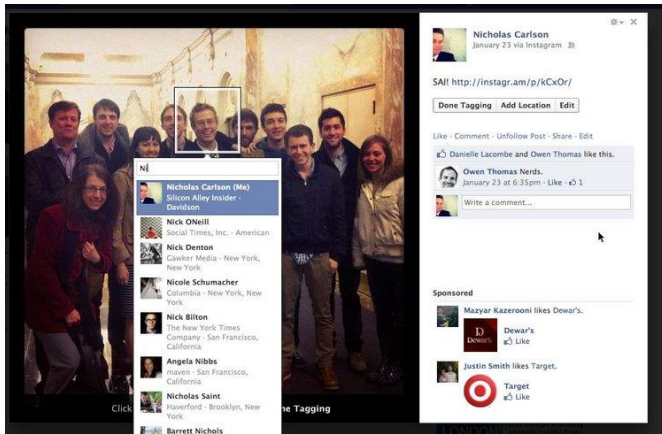 Ni
Nicholas Carlson (Me)
Silicon Alley Insider -
Davidson
Nick ONeill
Social Times, Inc. - American
Nick Denton
Gawker Media - New York,
New York
Nicole Schumacher
Columbia - New York, New
York
Nick Bilton
The New York Times
Company - San Francisco,
California
Angela Nibbs
maven - San Francisco,
California
Nicholas Saint
Haverford - Brooklyn, New
York
Barrett Nichols
Click
ne Tagging
Nicholas Carlson
January 23 via Instagram
SAI! http://instagr.am/p/kCxOr/
Done Tagging Add Location Edit
Like · Comment · Unfollow Post · Share · Edit
Danielle Lacombe and Owen Thomas like this.
Owen Thomas Nerds.
January 23 at 6:35pm · Like · 1
Write a comment...
Sponsored
Mazyar Kazerooni likes Dewar's.
Dewar's
Dewar's
Like
Justin Smith likes Target.
Target
Like
LONDON